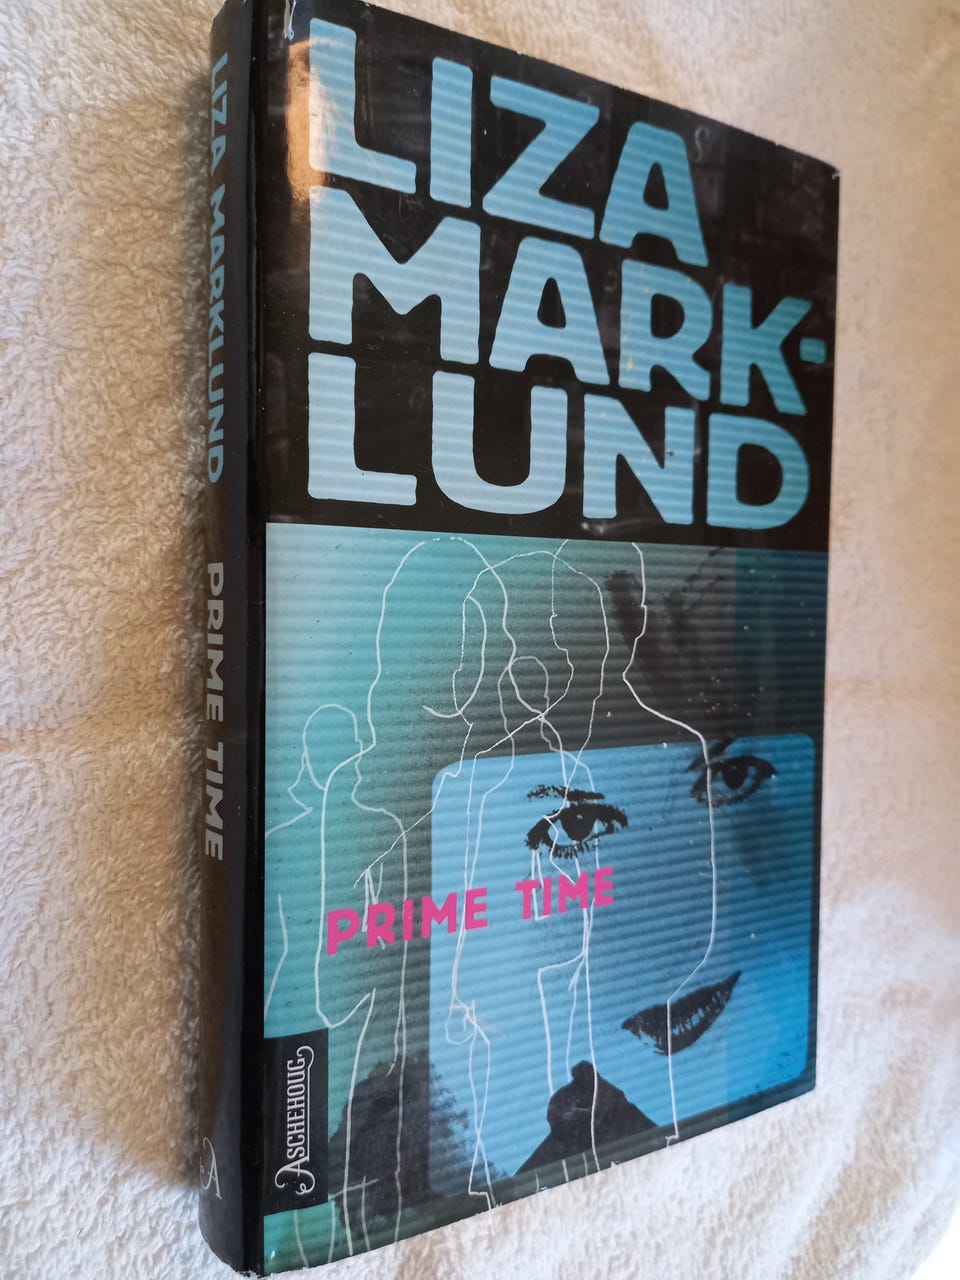 LIZA
MARK-
LUND
PRIME TIME
ASCHEHOUG
LIZA MARKLUND PRIME TIME
A